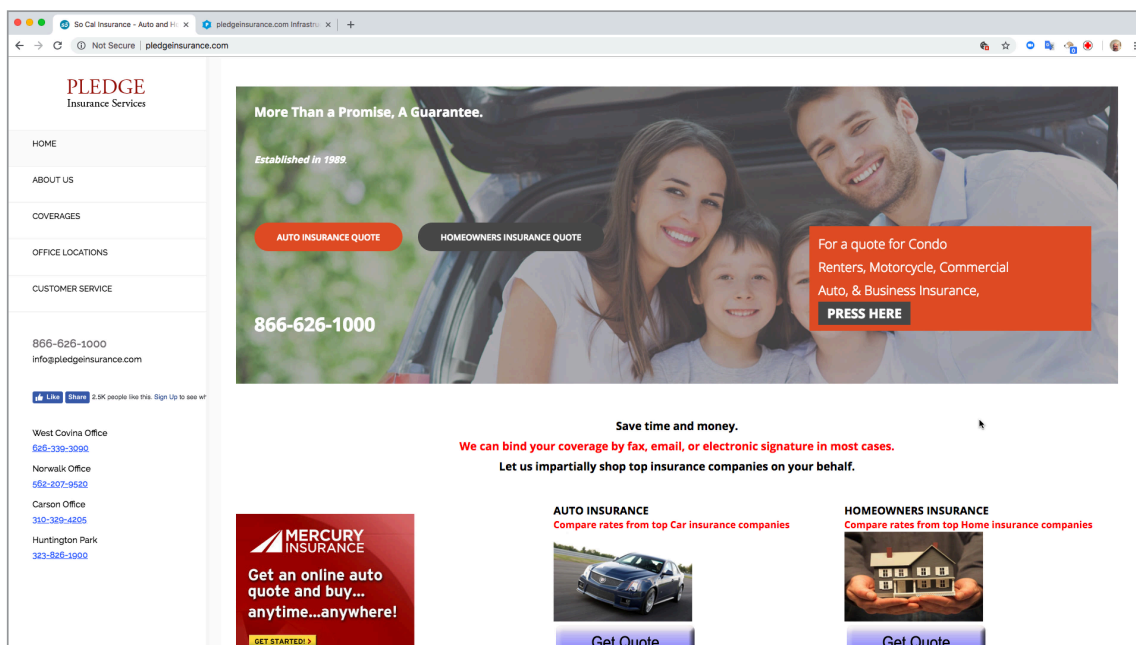 So Cal Insurance - Auto and Ho
pledgeinsurance.com Infrastruc
Not Secure
pledgeinsurance.com
PLEDGE
Insurance Services
HOME
ABOUT US
COVERAGES
OFFICE LOCATIONS
CUSTOMER SERVICE
866-626-1000
info@pledgeinsurance.com
Like Share 2.5K people like this. Sign Up to see wh
West Covina Office
626-339-3090
Norwalk Office
562-207-9520
Carson Office
310-329-4205
Huntington Park
323-826-1900
More Than a Promise, A Guarantee.
Established in 1989.
AUTO INSURANCE QUOTE
HOMEOWNERS INSURANCE QUOTE
866-626-1000
For a quote for Condo
Renters, Motorcycle, Commercial
Auto, & Business Insurance,
PRESS HERE
Save time and money.
We can bind your coverage by fax, email, or electronic signature in most cases.
Let us impartially shop top insurance companies on your behalf.
MERCURY
INSURANCE
Get an online auto
quote and buy...
anytime...anywhere!
GET STARTED! >
AUTO INSURANCE
Compare rates from top Car insurance companies
Get Quote
HOMEOWNERS INSURANCE
Compare rates from top Home insurance companies
Get Quote